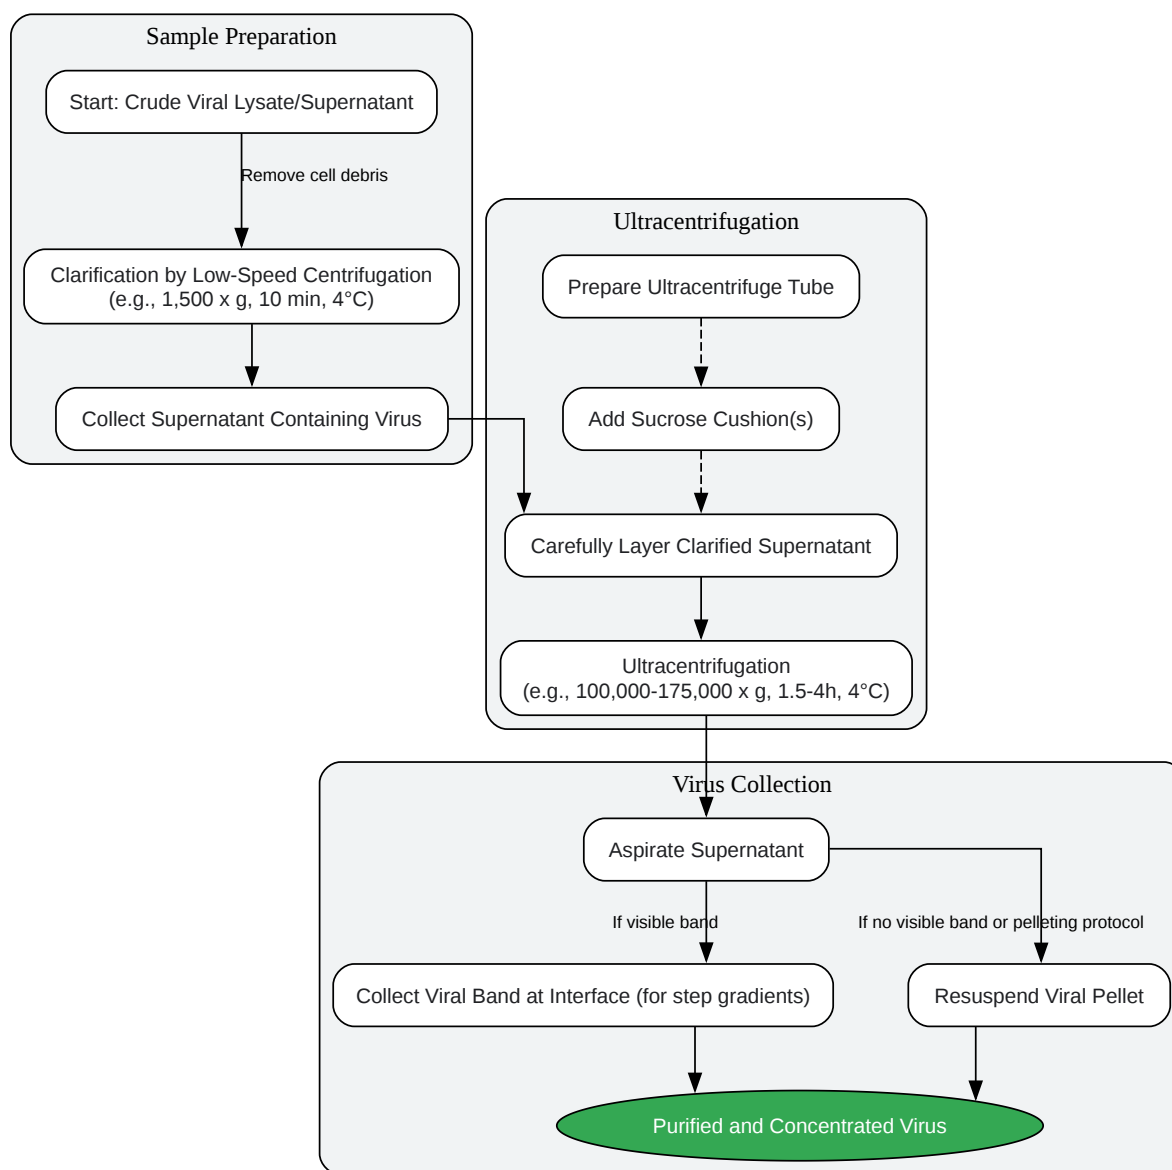 Sample Preparation
Start: Crude Viral Lysate/Supernatant
Remove cell debris
Clarification by Low-Speed Centrifugation
(e.g., 1,500 x g, 10 min, 4°C)
Collect Supernatant Containing Virus
Ultracentrifugation
Prepare Ultracentrifuge Tube
Add Sucrose Cushion(s)
Carefully Layer Clarified Supernatant
Ultracentrifugation
(e.g., 100,000-175,000 x g, 1.5-4h, 4°C)
Virus Collection
Aspirate Supernatant
If visible band
If no visible band or pelleting protocol
Collect Viral Band at Interface (for step gradients)
Resuspend Viral Pellet
Purified and Concentrated Virus